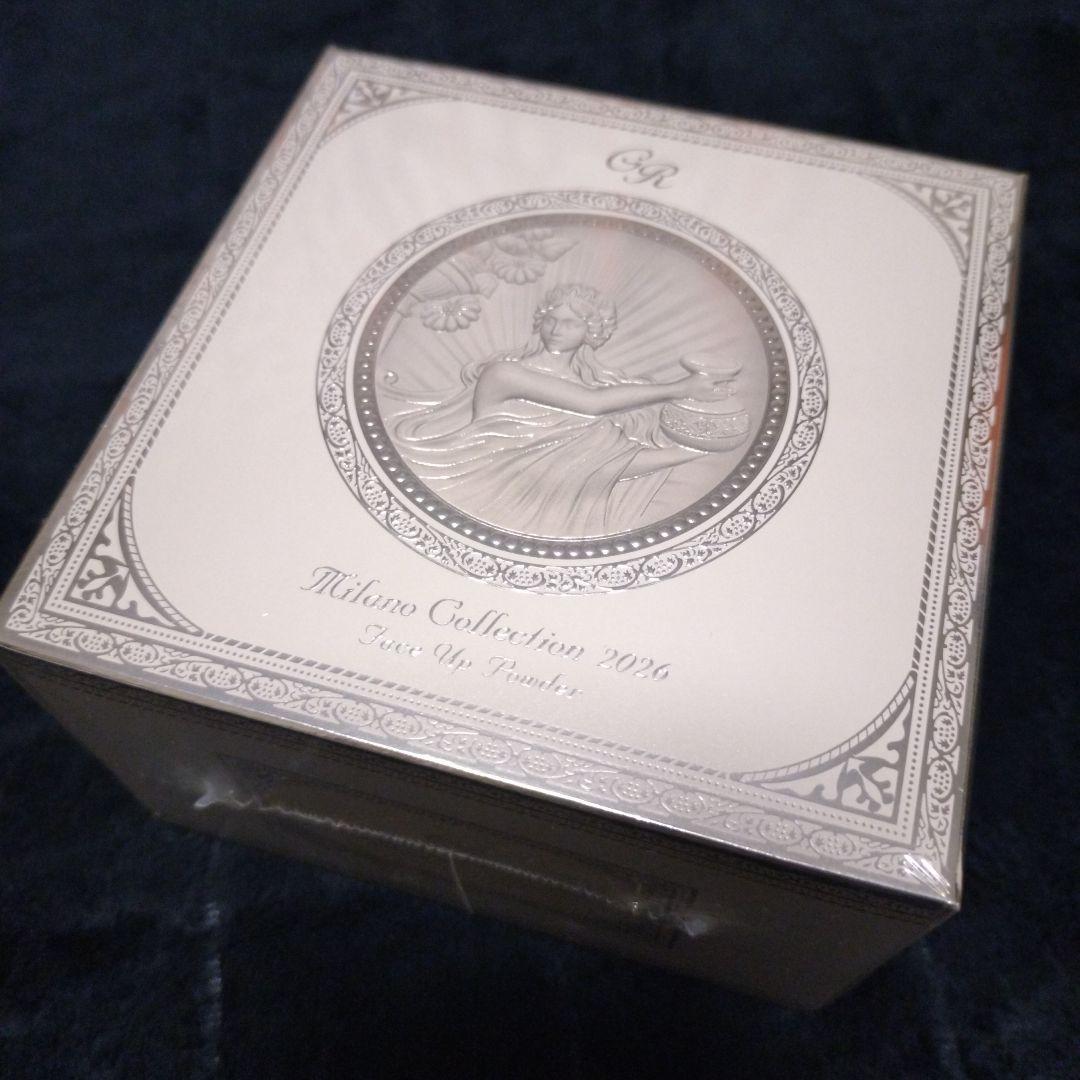 GR
Milano Collection 2026
Face Up Powder